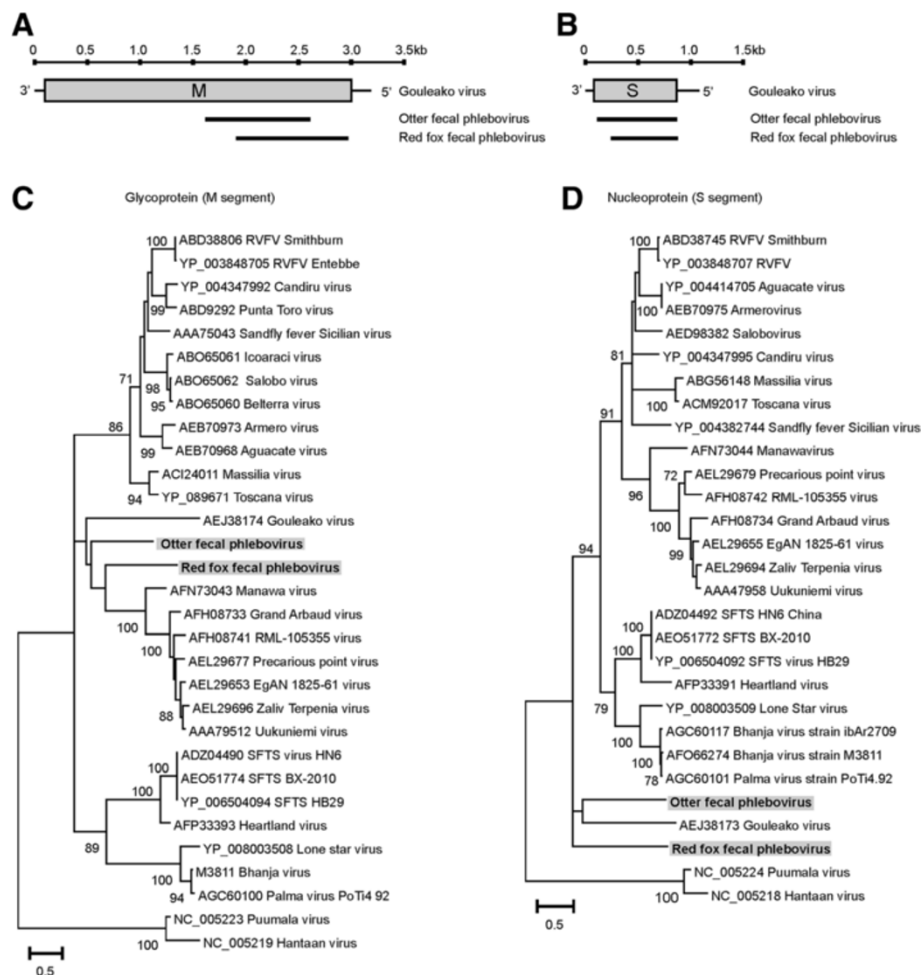 A
0 0.5 1.0 1.5 2.0 2.5 3.0 3.5kb
3' M 5' Gouleako virus
Otter fecal phlebovirus
Red fox fecal phlebovirus
B
0 0.5 1.0 1.5kb
3' S 5' Gouleako virus
Otter fecal phlebovirus
Red fox fecal phlebovirus
C Glycoprotein (M segment)
100 ABD38806 RVFV Smithburn
YP_003848705 RVFV Entebbe
YP_004347992 Candiru virus
99 ABD9292 Punta Toro virus
AAA75043 Sandfly fever Sicilian virus
ABO65061 Icoaraci virus
71 98 ABO65062 Salobo virus
95 ABO65060 Belterra virus
86 AEB70973 Armero virus
99 AEB70968 Aguacate virus
ACI24011 Massilia virus
94 YP_089671 Toscana virus
AEJ38174 Gouleako virus
Otter fecal phlebovirus
Red fox fecal phlebovirus
AFN73043 Manawa virus
AFH08733 Grand Arbaud virus
100 AFH08741 RML-105355 virus
100 AEL29677 Precarious point virus
AEL29653 EgAN 1825-61 virus
AEL29696 Zaliv Terpenia virus
88 AAA79512 Uukuniemi virus
ADZ04490 SFTS virus HN6
100 AEO51774 SFTS BX-2010
100 YP_006504094 SFTS HB29
AFP33393 Heartland virus
89 YP_008003508 Lone star virus
100 M3811 Bhanja virus
94 AGC60100 Palma virus PoTi4 92
NC_005223 Puumala virus
100 NC_005219 Hantaan virus
0.5
D Nucleoprotein (S segment)
100 ABD38745 RVFV Smithburn
YP_003848707 RVFV
YP_004414705 Aguacate virus
100 AEB70975 Armerovirus
AED98382 Salobovirus
81 YP_004347995 Candiru virus
ABG56148 Massilia virus
100 ACM92017 Toscana virus
91 YP_004382744 Sandfly fever Sicilian virus
AFN73044 Manawavirus
72 AEL29679 Precarious point virus
96 AFH08742 RML-105355 virus
100 AFH08734 Grand Arbaud virus
99 AEL29655 EgAN 1825-61 virus
94 AEL29694 Zaliv Terpenia virus
AAA47958 Uukuniemi virus
ADZ04492 SFTS HN6 China
100 AEO51772 SFTS BX-2010
100 YP_006504092 SFTS virus HB29
AFP33391 Heartland virus
79 YP_008003509 Lone Star virus
100 AGC60117 Bhanja virus strain ibAr2709
100 AFO66274 Bhanja virus strain M3811
78 AGC60101 Palma virus strain PoTi4.92
Otter fecal phlebovirus
AEJ38173 Gouleako virus
Red fox fecal phlebovirus
NC_005224 Puumala virus
100 NC_005218 Hantaan virus
0.5